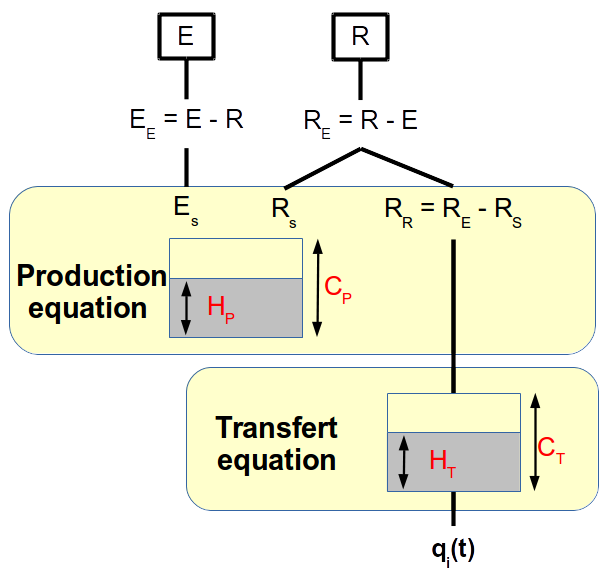 E
R
E_E = E - R
R_E = R - E
E_s
R_s
R_R = R_E - R_S
Production
equation
H_P
C_P
Transfert
equation
H_T
C_T
q_i(t)